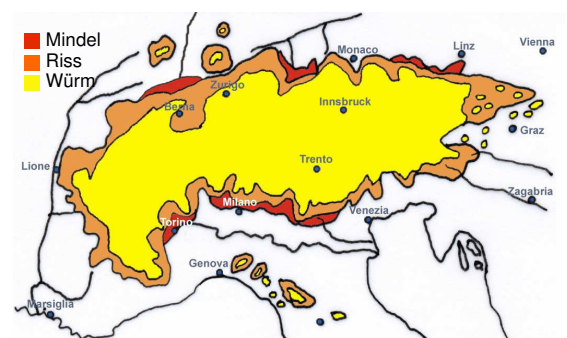 Mindel
Riss
Würm
Monaco
Linz
Vienna
Zurigo
Berna
Innsbruck
Graz
Lione
Trento
Zagabria
Milano
Venezia
Torino
Genova
Marsiglia